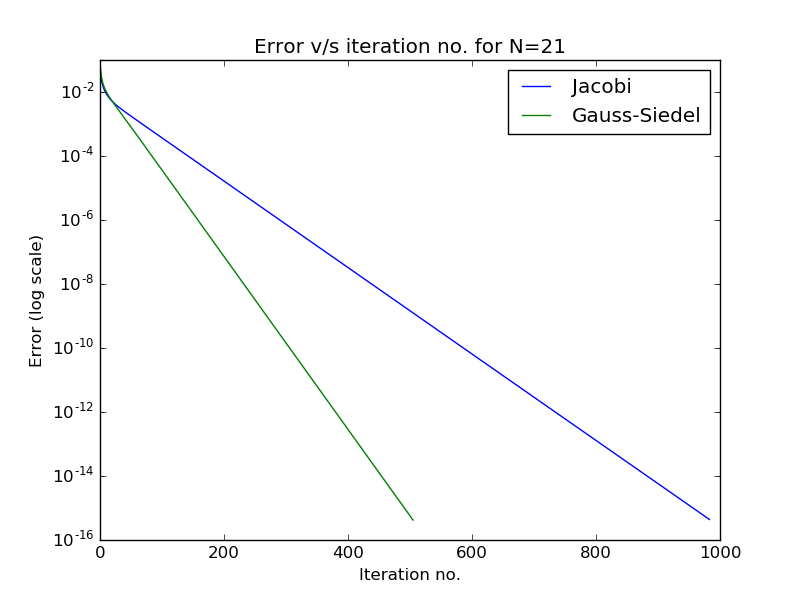 Error v/s iteration no. for N=21
Jacobi
Gauss-Siedel
Error (log scale)
10^-2
10^-4
10^-6
10^-8
10^-10
10^-12
10^-14
10^-16
0 200 400 600 800 1000
Iteration no.